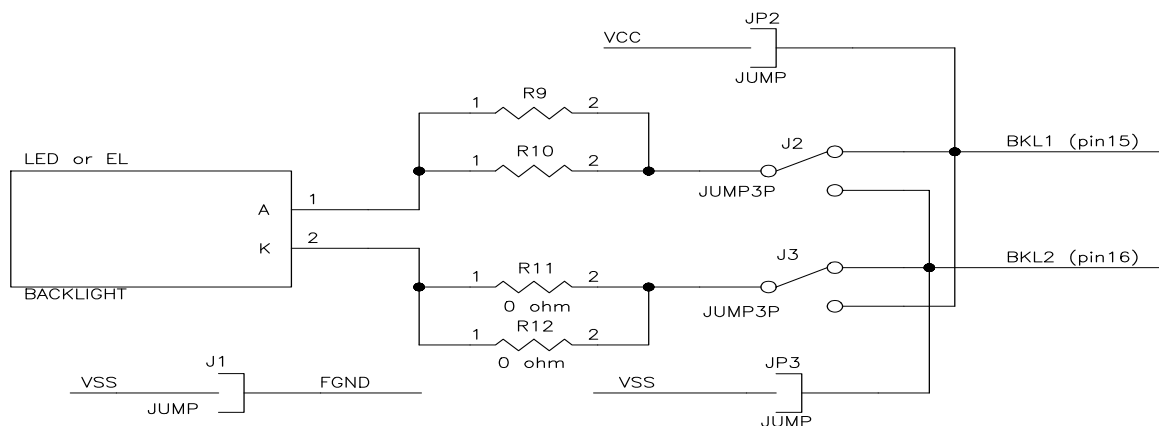 JP2
VCC
JUMP
R9
1 2
LED or EL
R10
1 2
J2
BKL1 (pin15)
JUMP3P
A 1
K 2
J3
BKL2 (pin16)
R11
1 2
0 ohm
JUMP3P
BACKLIGHT
R12
1 2
0 ohm
J1
JP3
VSS
FGND
VSS
JUMP
JUMP